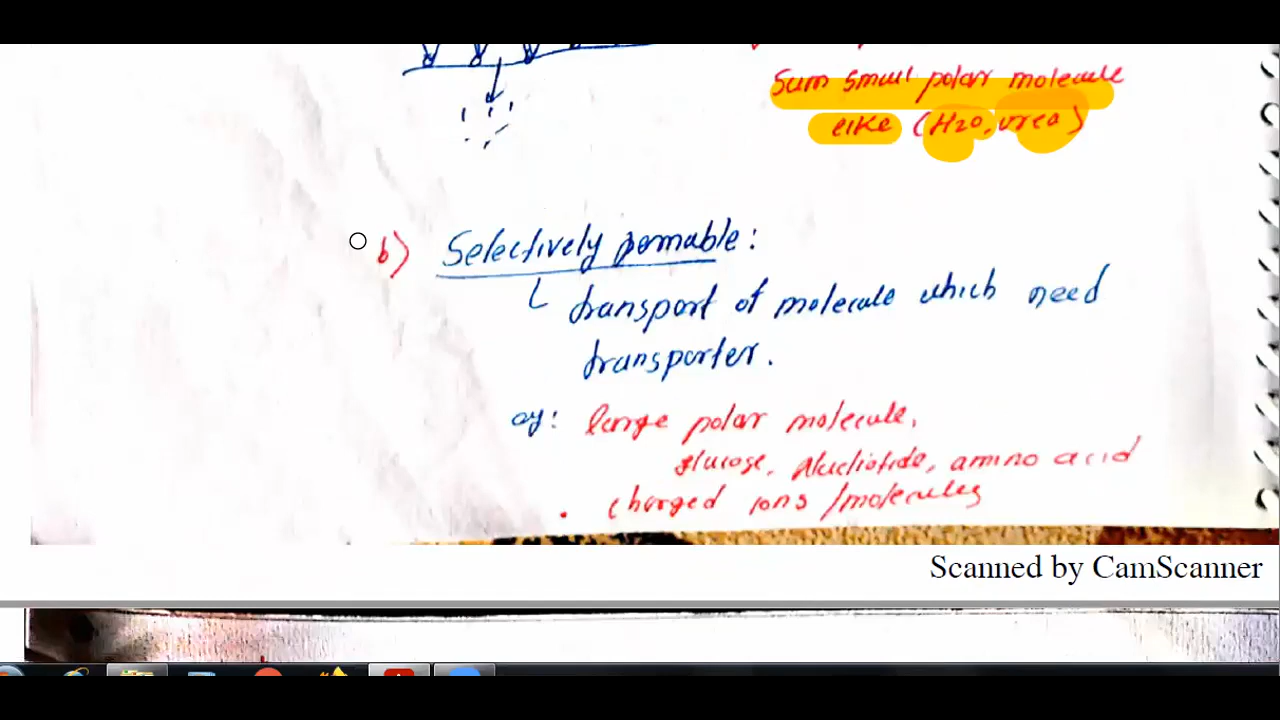 Sum small polar molecule
like (H2O, urea)
b) Selectively permable:
transport of molecule which need
transporter.
eg: large polar molecule,
glucose, Nucliotide, amino acid
. charged ions/molecules
Scanned by CamScanner